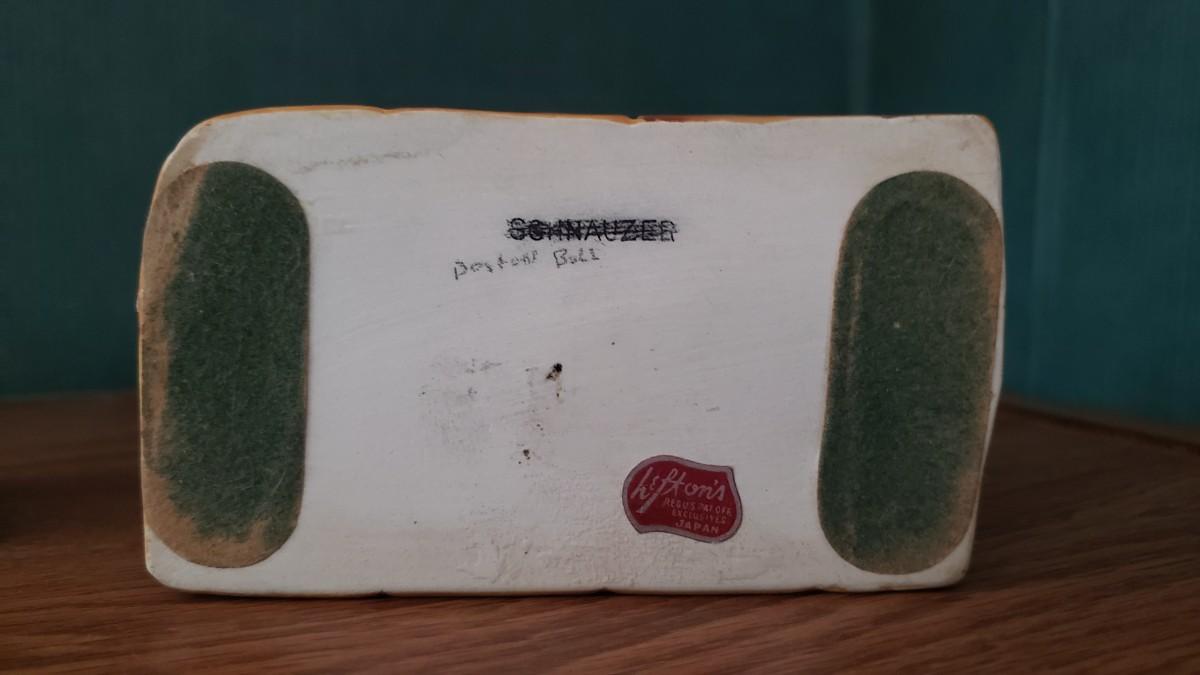 SCHNAUZER
Boston Bull
Lefton's
REG.U.S.PAT.OFF.
EXCLUSIVES
JAPAN